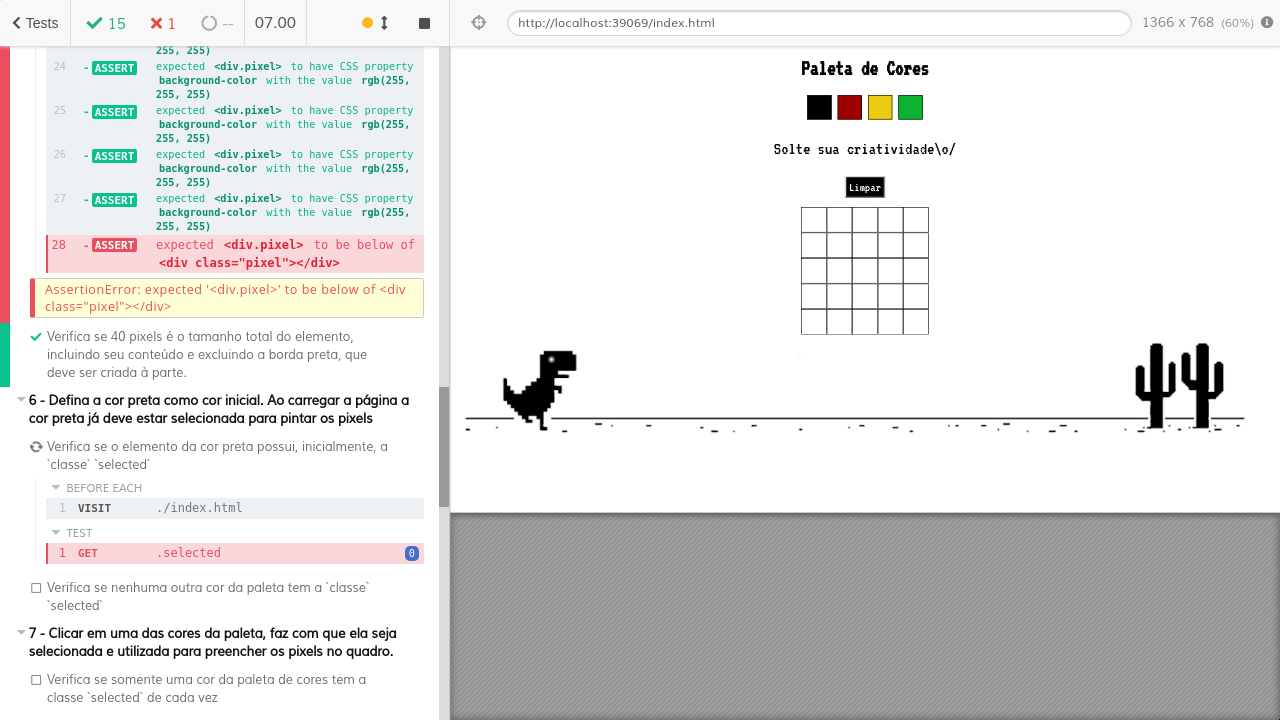 Tests
15
1
--
07.00
http://localhost:39069/index.html
1366 x 768 (60%)
255, 255)
24 - ASSERT expected <div.pixel> to have CSS property
background-color with the value rgb(255,
255, 255)
25 - ASSERT expected <div.pixel> to have CSS property
background-color with the value rgb(255,
255, 255)
26 - ASSERT expected <div.pixel> to have CSS property
background-color with the value rgb(255,
255, 255)
27 - ASSERT expected <div.pixel> to have CSS property
background-color with the value rgb(255,
255, 255)
28 - ASSERT expected <div.pixel> to be below of
<div class="pixel"></div>
AssertionError: expected '<div.pixel>' to be below of <div
class="pixel"></div>
Verifica se 40 pixels é o tamanho total do elemento,
incluindo seu conteúdo e excluindo a borda preta, que
deve ser criada à parte.
6 - Defina a cor preta como cor inicial. Ao carregar a página a
cor preta já deve estar selecionada para pintar os pixels
Verifica se o elemento da cor preta possui, inicialmente, a
`classe` `selected`
BEFORE EACH
1 VISIT ./index.html
TEST
1 GET .selected 0
Verifica se nenhuma outra cor da paleta tem a `classe`
`selected`
7 - Clicar em uma das cores da paleta, faz com que ela seja
selecionada e utilizada para preencher os pixels no quadro.
Verifica se somente uma cor da paleta de cores tem a
classe `selected` de cada vez
Paleta de Cores
Solte sua criatividade\o/
Limpar